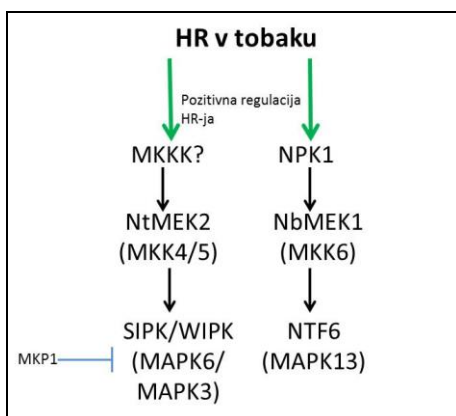 HR v tobaku
Pozitivna regulacija
HR-ja
MKKK?
NPK1
NtMEK2
(MKK4/5)
NbMEK1
(MKK6)
SIPK/WIPK
(MAPK6/
MAPK3)
NTF6
(MAPK13)
MKP1